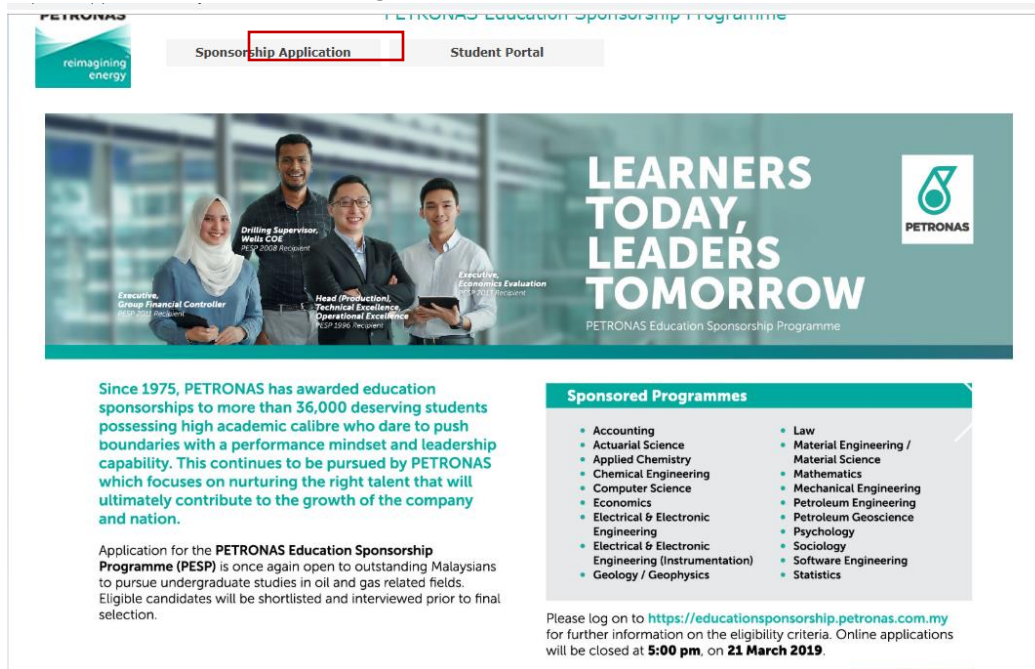 PETRONAS
PETRONAS Education Sponsorship Programme
reimagining
energy
Sponsorship Application
Student Portal
LEARNERS
TODAY,
LEADERS
TOMORROW
PETRONAS Education Sponsorship Programme
PETRONAS
Drilling Supervisor,
Wells COE
PESP 2008 Recipient
Executive,
Group Financial Controller
PESP 2011 Recipient
Head (Production),
Technical Excellence,
Operational Excellence
PESP 1996 Recipient
Executive,
Economics Evaluation
PESP 2013 Recipient
Since 1975, PETRONAS has awarded education
sponsorships to more than 36,000 deserving students
possessing high academic calibre who dare to push
boundaries with a performance mindset and leadership
capability. This continues to be pursued by PETRONAS
which focuses on nurturing the right talent that will
ultimately contribute to the growth of the company
and nation.
Application for the PETRONAS Education Sponsorship
Programme (PESP) is once again open to outstanding Malaysians
to pursue undergraduate studies in oil and gas related fields.
Eligible candidates will be shortlisted and interviewed prior to final
selection.
Sponsored Programmes
• Accounting
• Actuarial Science
• Applied Chemistry
• Chemical Engineering
• Computer Science
• Economics
• Electrical & Electronic
Engineering
• Electrical & Electronic
Engineering (Instrumentation)
• Geology / Geophysics
• Law
• Material Engineering /
Material Science
• Mathematics
• Mechanical Engineering
• Petroleum Engineering
• Petroleum Geoscience
• Psychology
• Sociology
• Software Engineering
• Statistics
Please log on to https://educationsponsorship.petronas.com.my
for further information on the eligibility criteria. Online applications
will be closed at 5:00 pm, on 21 March 2019.